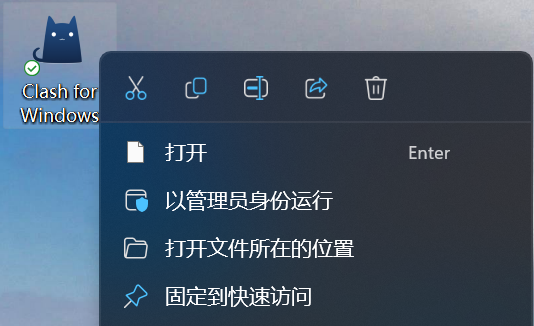 Clash for
Windows
打开 Enter
以管理员身份运行
打开文件所在的位置
固定到快速访问